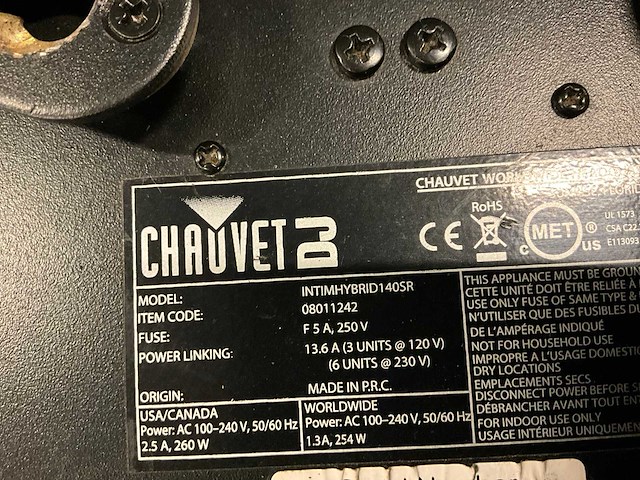 CHAUVET WORLD
CHAUVET DJ
CE
RoHS
c MET ® US
UL 1573
CSA C22.
E113093
MODEL: INTIMHYBRID140SR
ITEM CODE: 08011242
FUSE: F 5 A, 250 V
POWER LINKING: 13.6 A (3 UNITS @ 120 V)
(6 UNITS @ 230 V)
ORIGIN: MADE IN P.R.C.
USA/CANADA
Power: AC 100–240 V, 50/60 Hz
2.5 A, 260 W
WORLDWIDE
Power: AC 100–240 V, 50/60 Hz
1.3A, 254 W
THIS APPLIANCE MUST BE GROUN
CETTE UNITÉ DOIT ÊTRE RELIÉE À
USE ONLY FUSE OF SAME TYPE &
N'UTILISER QUE DES FUSIBLES DU
DE L'AMPÉRAGE INDIQUÉ
NOT FOR HOUSEHOLD USE
IMPROPRE A L'USAGE DOMESTI
DRY LOCATIONS
EMPLACEMENTS SECS
DISCONNECT POWER BEFORE S
DÉBRANCHER AVANT TOUT ENT
FOR INDOOR USE ONLY
USAGE INTÉRIEUR UNIQUEMEN